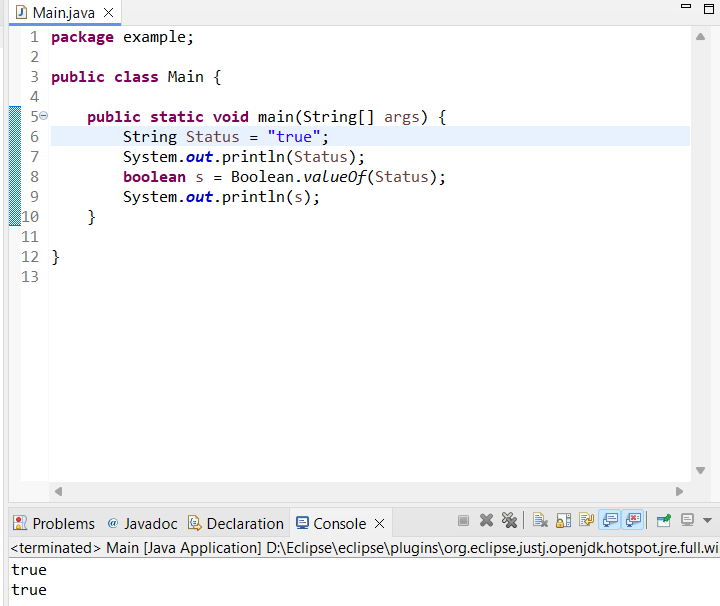 Main.java
1 package example;
2
3 public class Main {
4
5 public static void main(String[] args) {
6 String Status = "true";
7 System.out.println(Status);
8 boolean s = Boolean.valueOf(Status);
9 System.out.println(s);
10 }
11
12 }
13
Problems @ Javadoc Declaration Console
<terminated> Main [Java Application] D:\Eclipse\eclipse\plugins\org.eclipse.justj.openjdk.hotspot.jre.full.wi
true
true